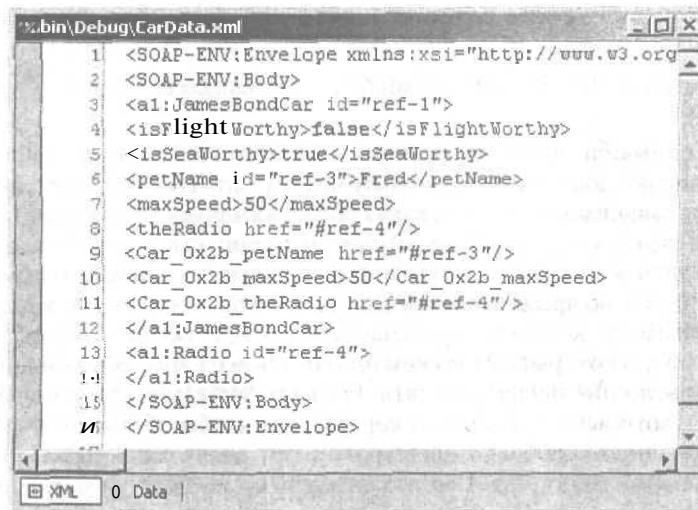 bin\Debug\CarData.xml
1 <SOAP-ENV:Envelope xmlns:xsi="http://www.w3.org
2 <SOAP-ENV:Body>
3 <a1:JamesBondCar id="ref-1">
4 <isFlightWorthy>false</isFlightWorthy>
5 <isSeaWorthy>true</isSeaWorthy>
6 <petName id="ref-3">Fred</petName>
7 <maxSpeed>50</maxSpeed>
8 <theRadio href="#ref-4"/>
9 <Car_0x2b_petName href="#ref-3"/>
10 <Car_0x2b_maxSpeed>50</Car_0x2b_maxSpeed>
11 <Car_0x2b_theRadio href="#ref-4"/>
12 </a1:JamesBondCar>
13 <a1:Radio id="ref-4">
</a1:Radio>
15 </SOAP-ENV:Body>
</SOAP-ENV:Envelope>
XML 0 Data